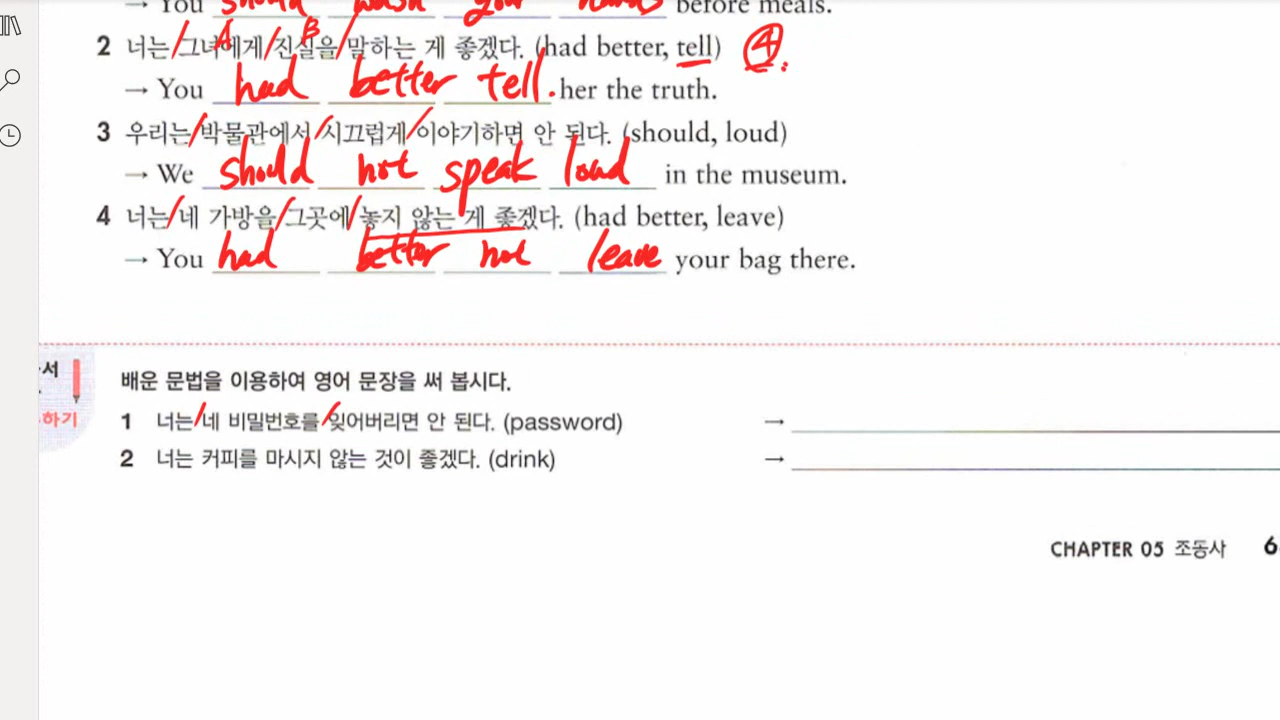 → You should wash your hands before meals.
2 너는/그녀에게/진실을/말하는 게 좋겠다. (had better, tell) ④
A B
→ You had better tell. her the truth.
3 우리는/박물관에서/시끄럽게/이야기하면 안 된다. (should, loud)
→ We should not speak loud in the museum.
4 너는/네 가방을/그곳에/놓지 않는 게 좋겠다. (had better, leave)
→ You had better not leave your bag there.
서
배운 문법을 이용하여 영어 문장을 써 봅시다.
하기
1 너는/네 비밀번호를/잊어버리면 안 된다. (password) →
2 너는 커피를 마시지 않는 것이 좋겠다. (drink) →
CHAPTER 05 조동사 6